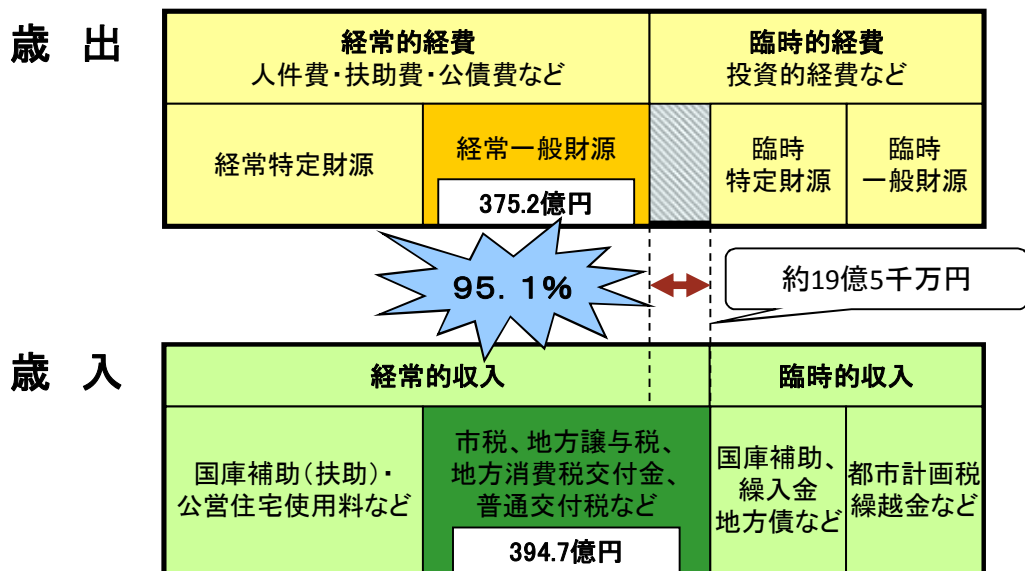 歳 出
経常的経費
人件費・扶助費・公債費など
臨時的経費
投資的経費など
経常特定財源
経常一般財源
375.2億円
臨時
特定財源
臨時
一般財源
95.1%
約19億5千万円
歳 入
経常的収入
臨時的収入
国庫補助(扶助)・
公営住宅使用料など
市税、地方譲与税、
地方消費税交付金、
普通交付税など
394.7億円
国庫補助、
繰入金
地方債など
都市計画税
繰越金など